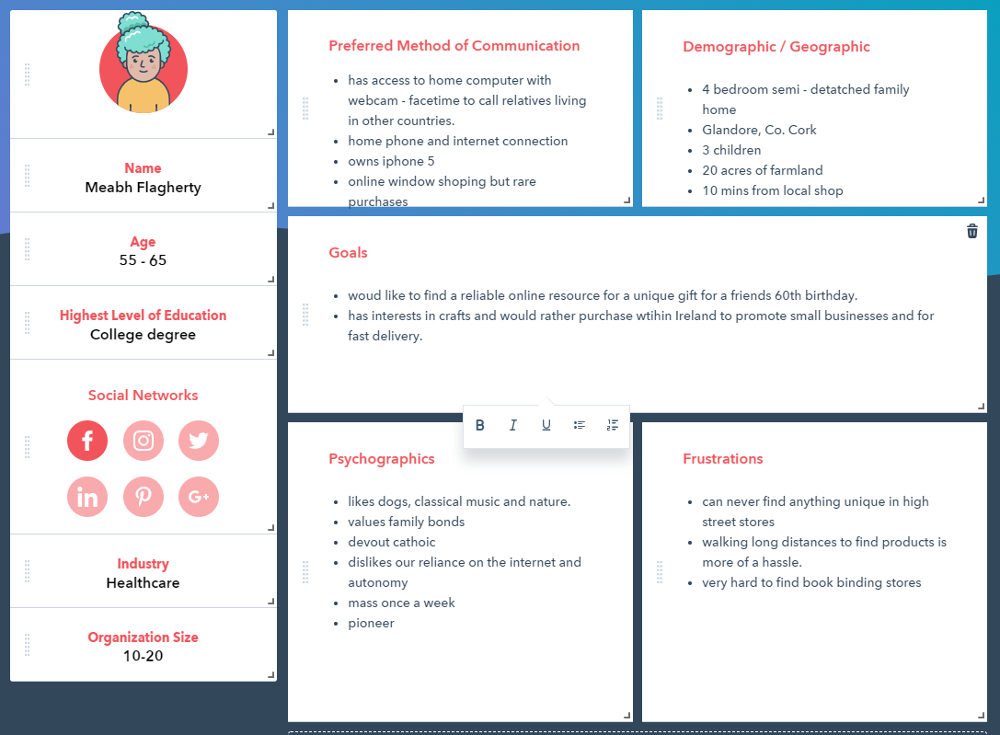 Name
Meabh Flagherty
Age
55 - 65
Highest Level of Education
College degree
Social Networks
f
in
G+
Industry
Healthcare
Organization Size
10-20
Preferred Method of Communication
• has access to home computer with
webcam - facetime to call relatives living
in other countries.
• home phone and internet connection
• owns iphone 5
• online window shoping but rare
purchases
Demographic / Geographic
• 4 bedroom semi - detatched family
home
• Glandore, Co. Cork
• 3 children
• 20 acres of farmland
• 10 mins from local shop
Goals
• woud like to find a reliable online resource for a unique gift for a friends 60th birthday.
• has interests in crafts and would rather purchase wtihin Ireland to promote small businesses and for
fast delivery.
B I U
Psychographics
• likes dogs, classical music and nature.
• values family bonds
• devout cathoic
• dislikes our reliance on the internet and
autonomy
• mass once a week
• pioneer
Frustrations
• can never find anything unique in high
street stores
• walking long distances to find products is
more of a hassle.
• very hard to find book binding stores